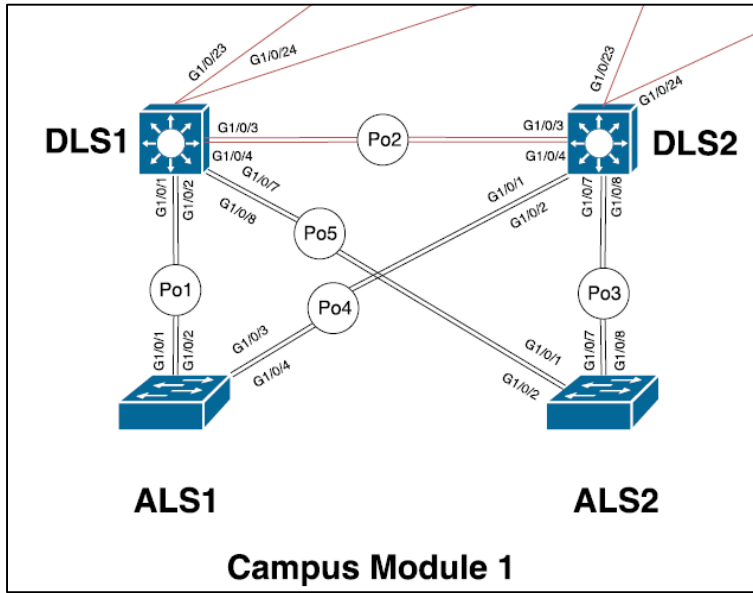 G1/0/23
G1/0/24
G1/0/23
G1/0/24
DLS1
G1/0/3
G1/0/4
Po2
G1/0/3
G1/0/4
DLS2
G1/0/1
G1/0/2
G1/0/7
G1/0/8
G1/0/1
G1/0/2
G1/0/7
G1/0/8
Po5
Po1
Po4
Po3
G1/0/1
G1/0/2
G1/0/3
G1/0/4
G1/0/1
G1/0/2
G1/0/7
G1/0/8
ALS1
ALS2
Campus Module 1